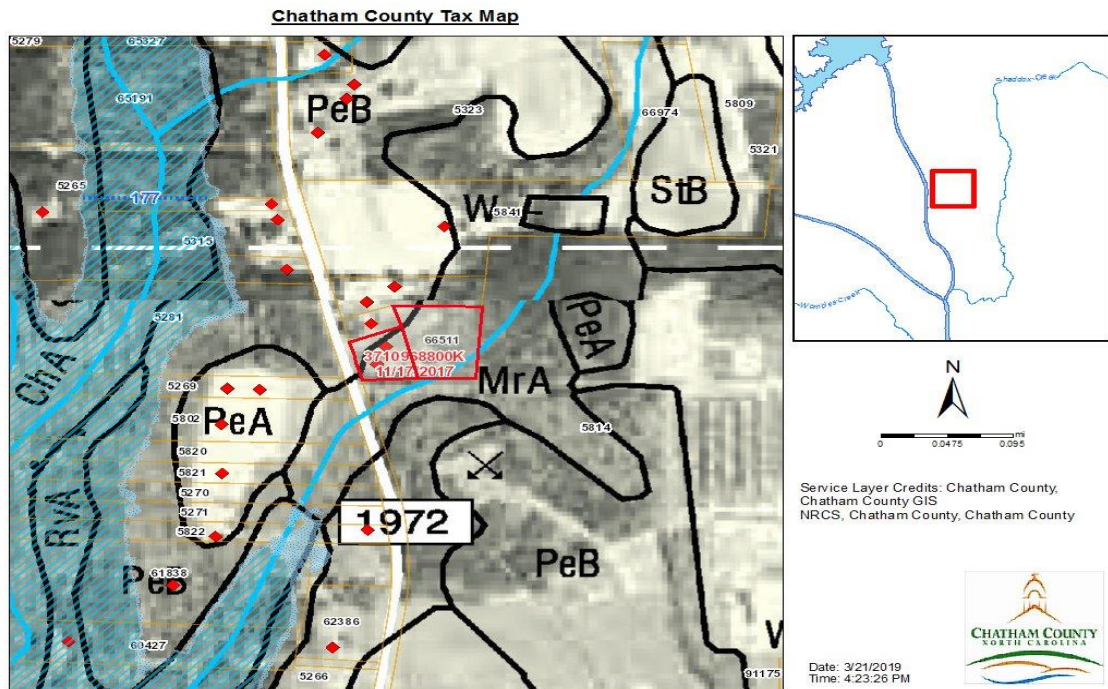 Chatham County Tax Map
5279
65327
65191
PeB
5323
66974
5809
5321
5265
177
StB
W
5841
5315
5281
ChA
66511
3710968800K
11/17/2017
PeA
MrA
5269
PeA
5802
5814
5820
5821
5270
5271
5822
1972
RvA
PeB
61838
PeB
62386
60427
5266
91175
N
0
0.0475
0.095
mi
Service Layer Credits: Chatham County,
Chatham County GIS
NRCS, Chatham County, Chatham County
CHATHAM COUNTY
NORTH CAROLINA
Date: 3/21/2019
Time: 4:23:26 PM